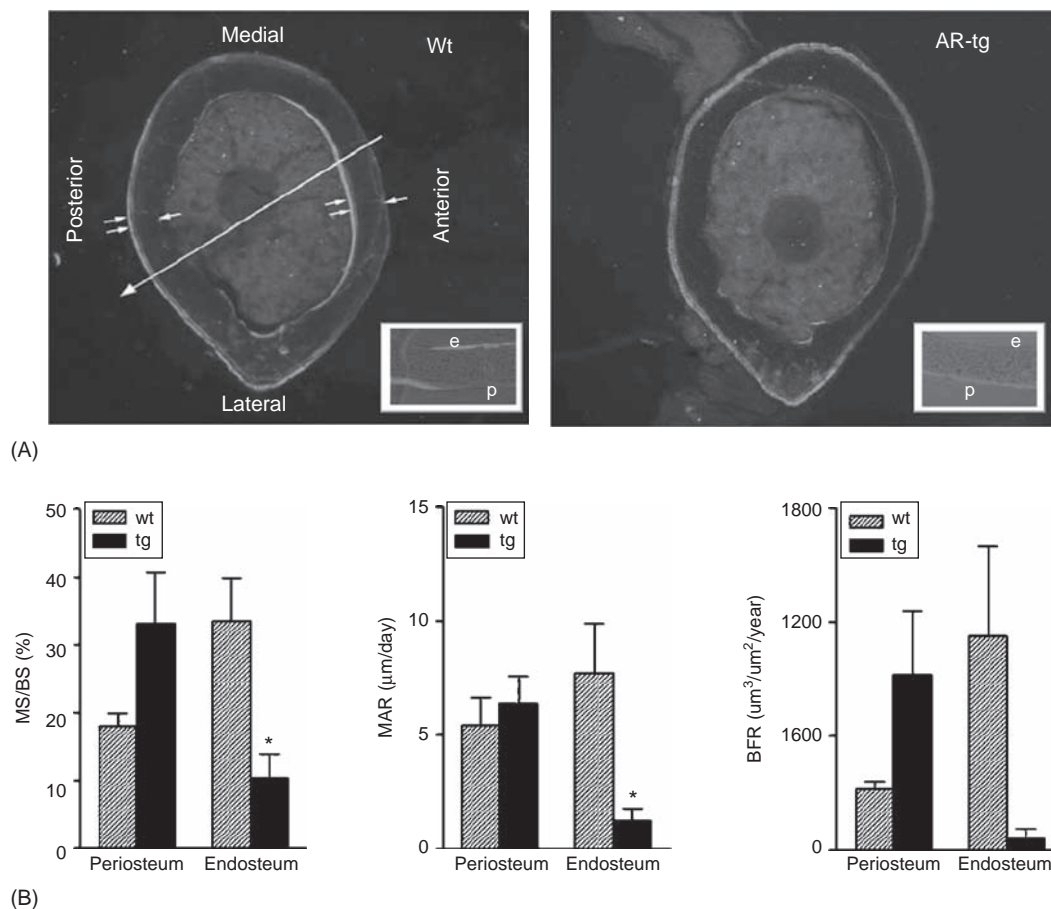 Medial
Wt
Posterior
Anterior
Lateral
e
p
AR-tg
e
p
(A)
50
40
30
20
10
0
MS/BS (%)
wt
tg
*
Periosteum Endosteum
15
10
5
0
MAR (μm/day)
wt
tg
*
Periosteum Endosteum
1800
1200
1600
0
BFR (um³/um²/year)
wt
tg
Periosteum Endosteum
(B)